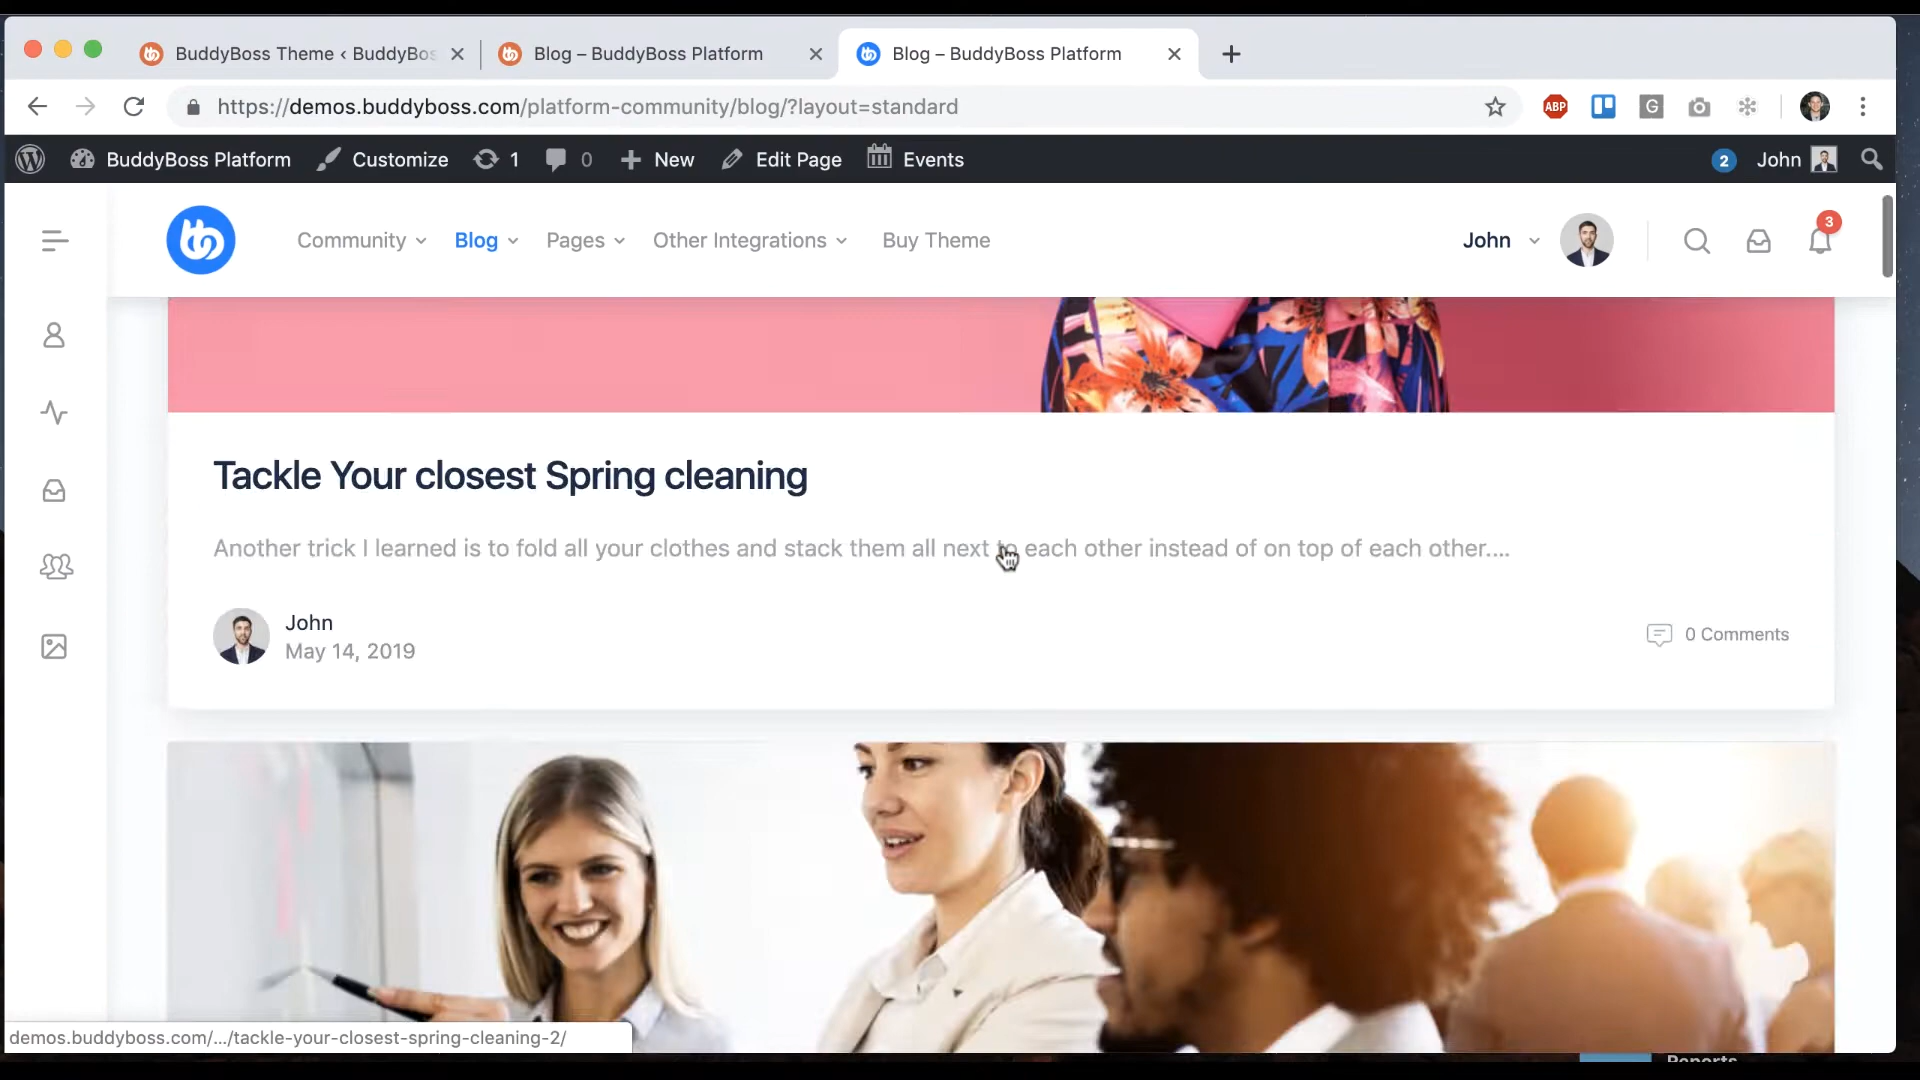 BuddyBoss Theme ‹ BuddyBos
Blog – BuddyBoss Platform
Blog – BuddyBoss Platform
https://demos.buddyboss.com/platform-community/blog/?layout=standard
ABP
G
BuddyBoss Platform
Customize
1
0
New
Edit Page
Events
2
John
Community
Blog
Pages
Other Integrations
Buy Theme
John
3
Tackle Your closest Spring cleaning
Another trick I learned is to fold all your clothes and stack them all next to each other instead of on top of each other....
John
May 14, 2019
0 Comments
demos.buddyboss.com/.../tackle-your-closest-spring-cleaning-2/
Reports